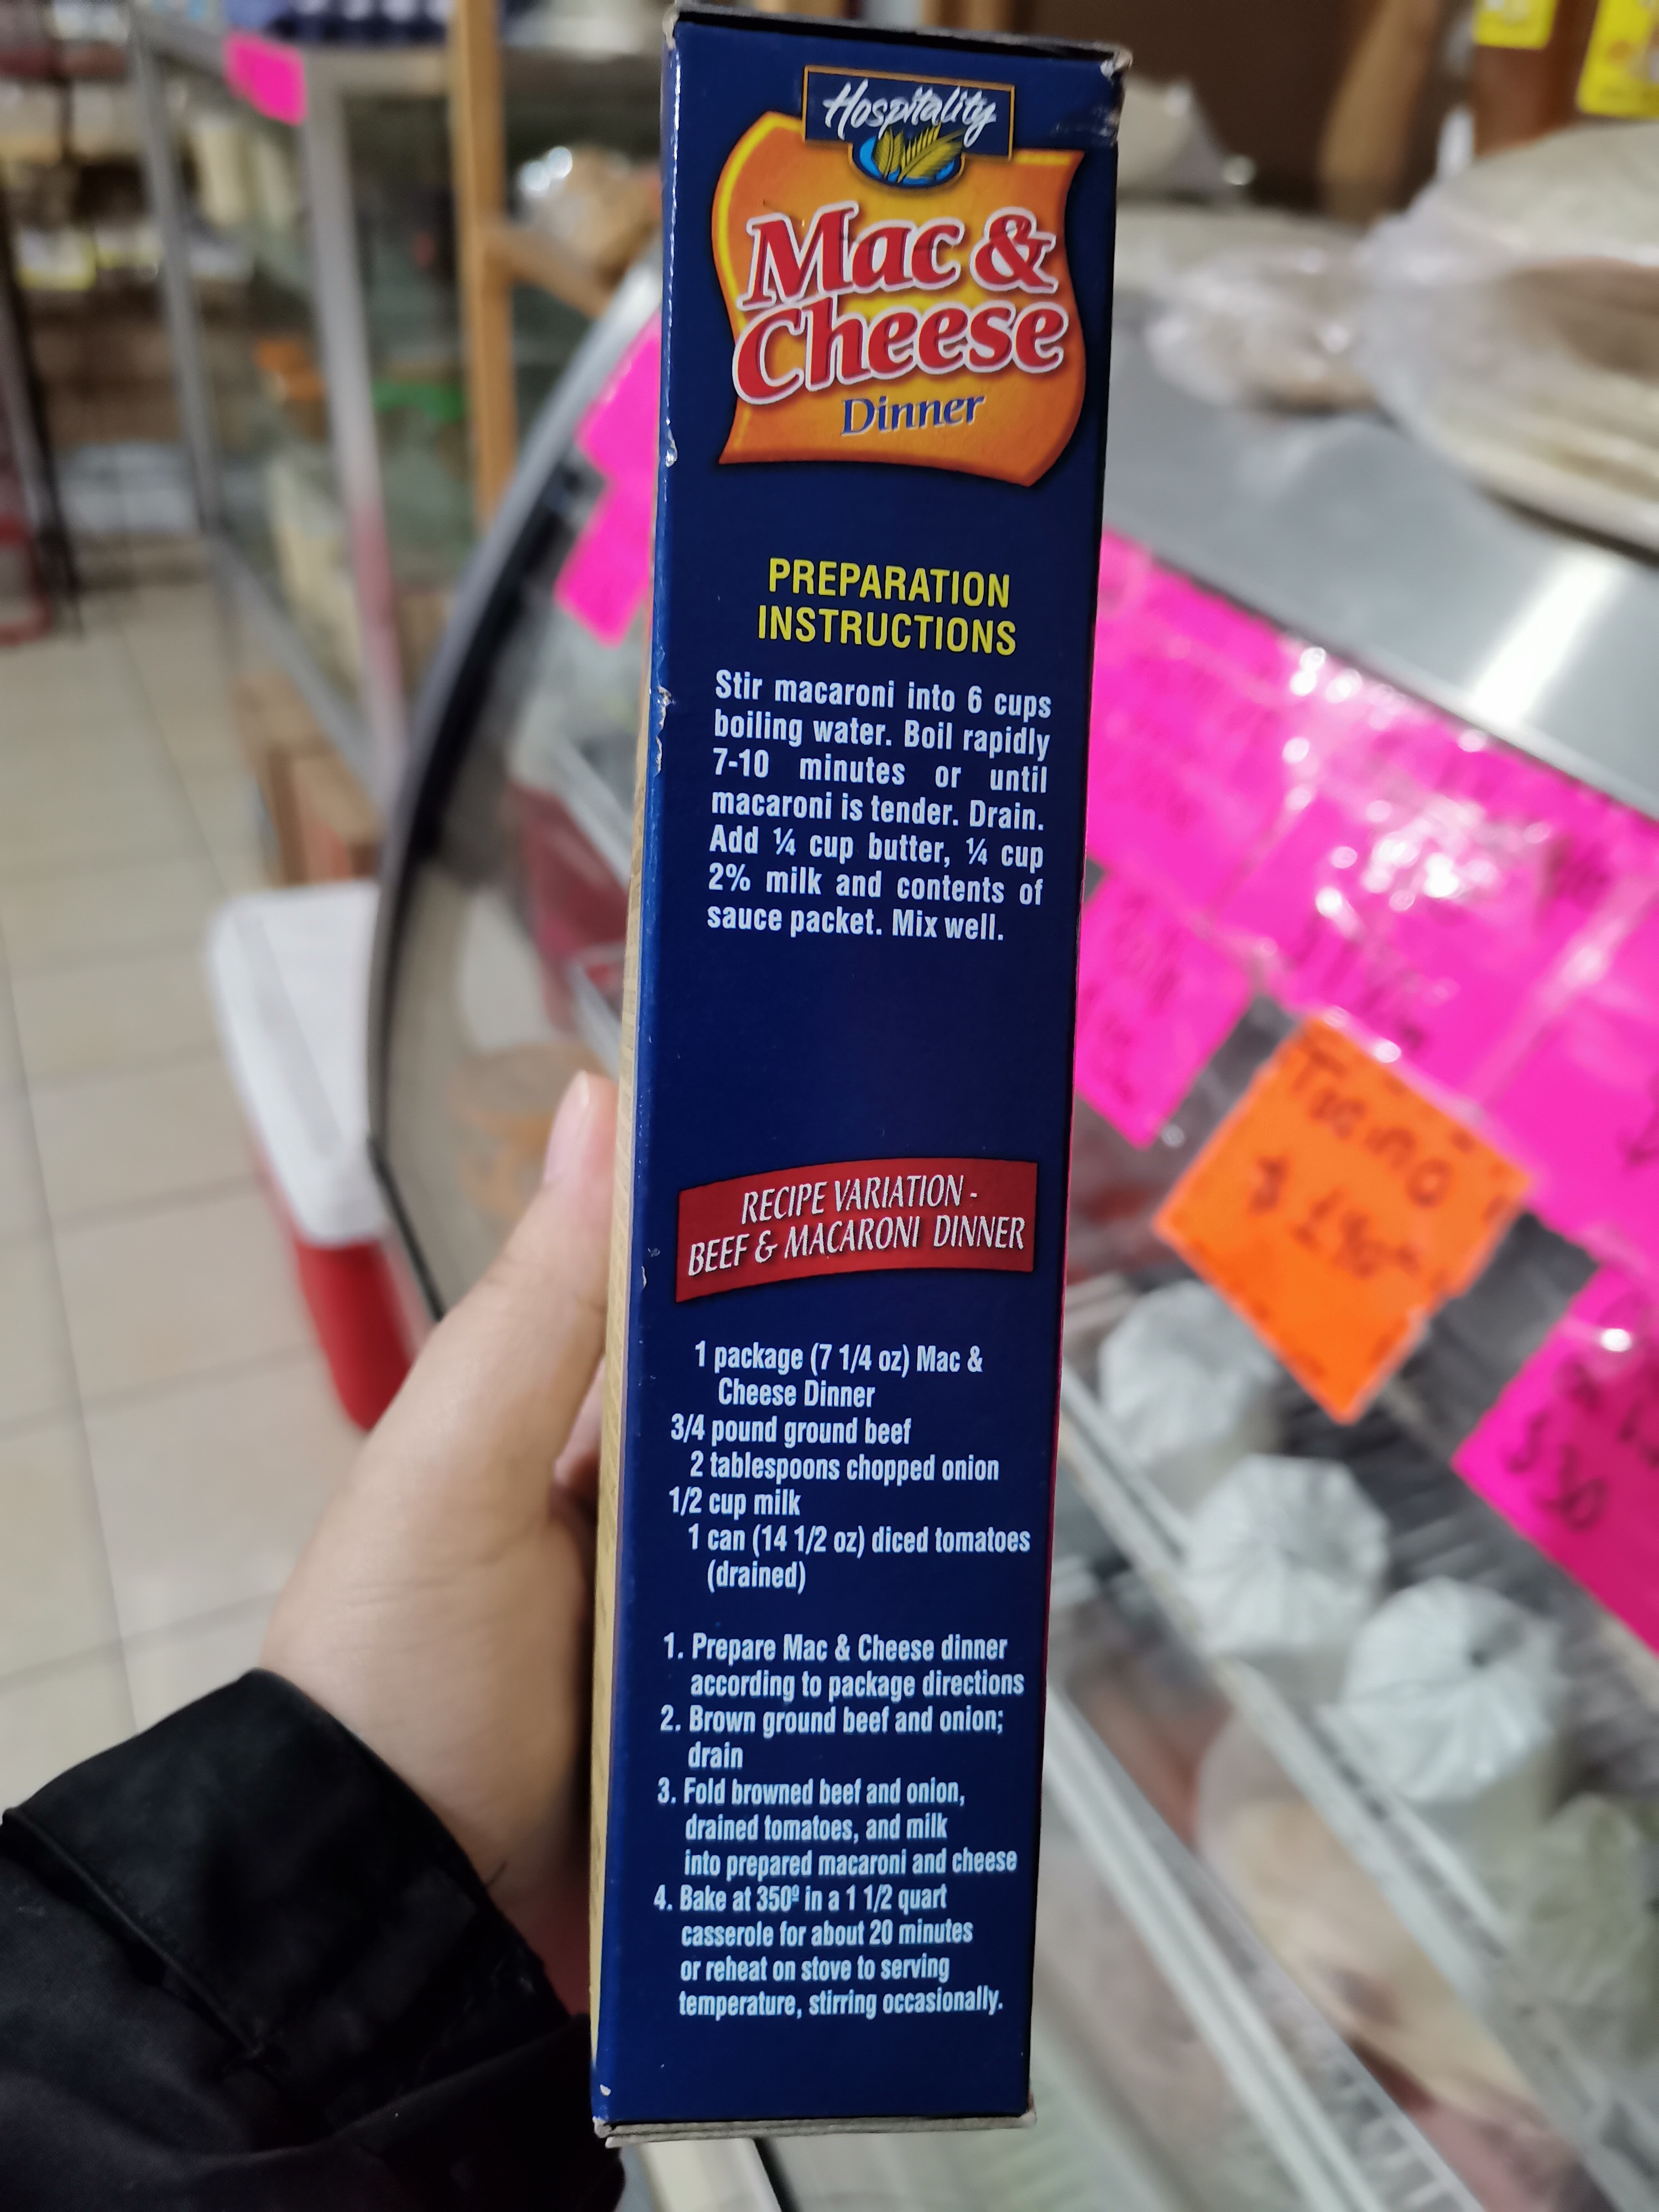 Hospitality
Mac &
Cheese
Dinner
PREPARATION
INSTRUCTIONS
Stir macaroni into 6 cups
boiling water. Boil rapidly
7-10 minutes or until
macaroni is tender. Drain.
Add ¼ cup butter, ¼ cup
2% milk and contents of
sauce packet. Mix well.
RECIPE VARIATION -
BEEF & MACARONI DINNER
1 package (7 1/4 oz) Mac &
Cheese Dinner
3/4 pound ground beef
2 tablespoons chopped onion
1/2 cup milk
1 can (14 1/2 oz) diced tomatoes
(drained)
1. Prepare Mac & Cheese dinner
according to package directions
2. Brown ground beef and onion;
drain
3. Fold browned beef and onion,
drained tomatoes, and milk
into prepared macaroni and cheese
4. Bake at 350º in a 1 1/2 quart
casserole for about 20 minutes
or reheat on stove to serving
temperature, stirring occasionally.